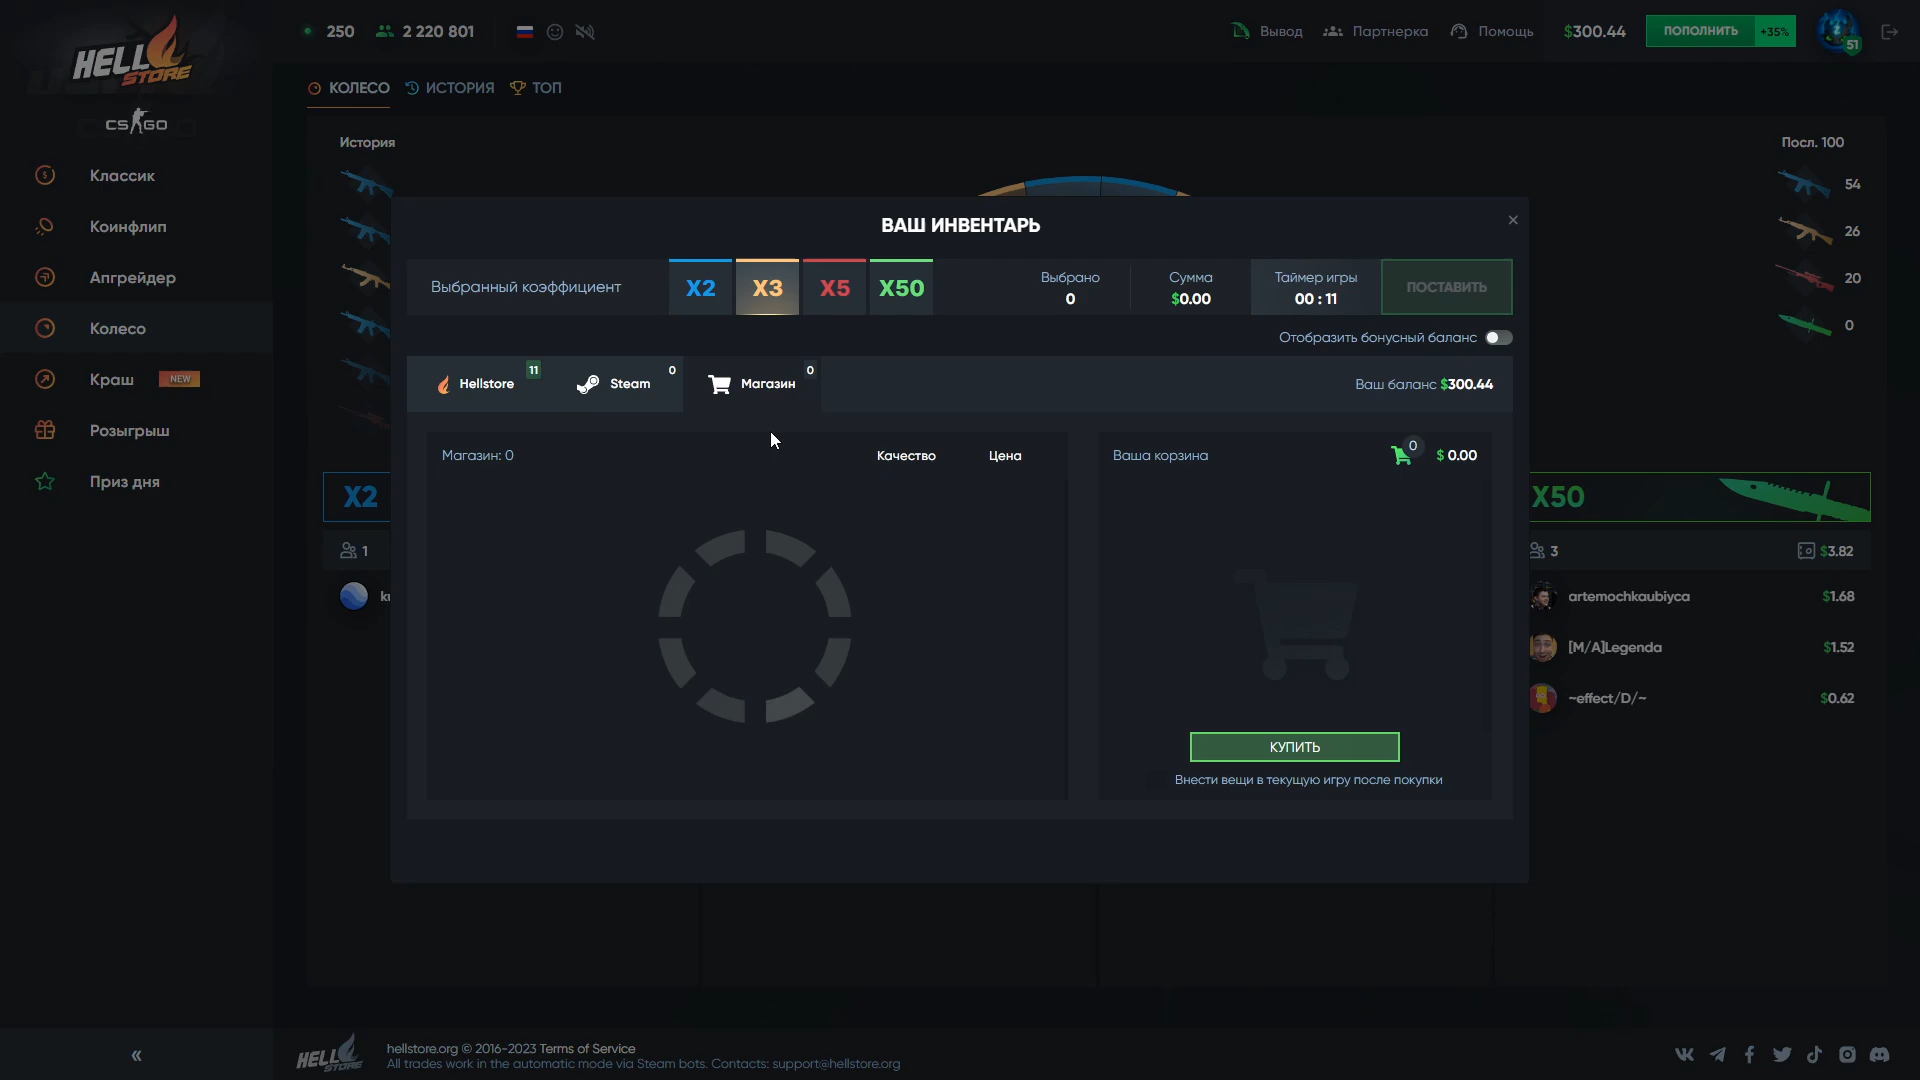 HELL STORE
CS GO
250
2 220 801
Вывод
Партнерка
Помощь
$300.44
ПОПОЛНИТЬ
+35%
51
КОЛЕСО
ИСТОРИЯ
ТОП
Классик
Коинфлип
Апгрейдер
Колесо
Краш
NEW
Розыгрыш
Приз дня
История
Посл. 100
54
26
20
0
ВАШ ИНВЕНТАРЬ
Выбранный коэффициент
X2
X3
X5
X50
Выбрано
0
Сумма
$0.00
Таймер игры
00 : 11
ПОСТАВИТЬ
Отобразить бонусный баланс
Hellstore
11
Steam
0
Магазин
0
Ваш баланс $300.44
Магазин: 0
Качество
Цена
Ваша корзина
0
$ 0.00
КУПИТЬ
Внести вещи в текущую игру после покупки
X2
1
X50
3
$3.82
artemochkaubiyca
$1.68
[M/A]Legenda
$1.52
~effect/D/~
$0.62
«
HELL STORE
hellstore.org © 2016-2023 Terms of Service
All trades work in the automatic mode via Steam bots. Contacts: support@hellstore.org